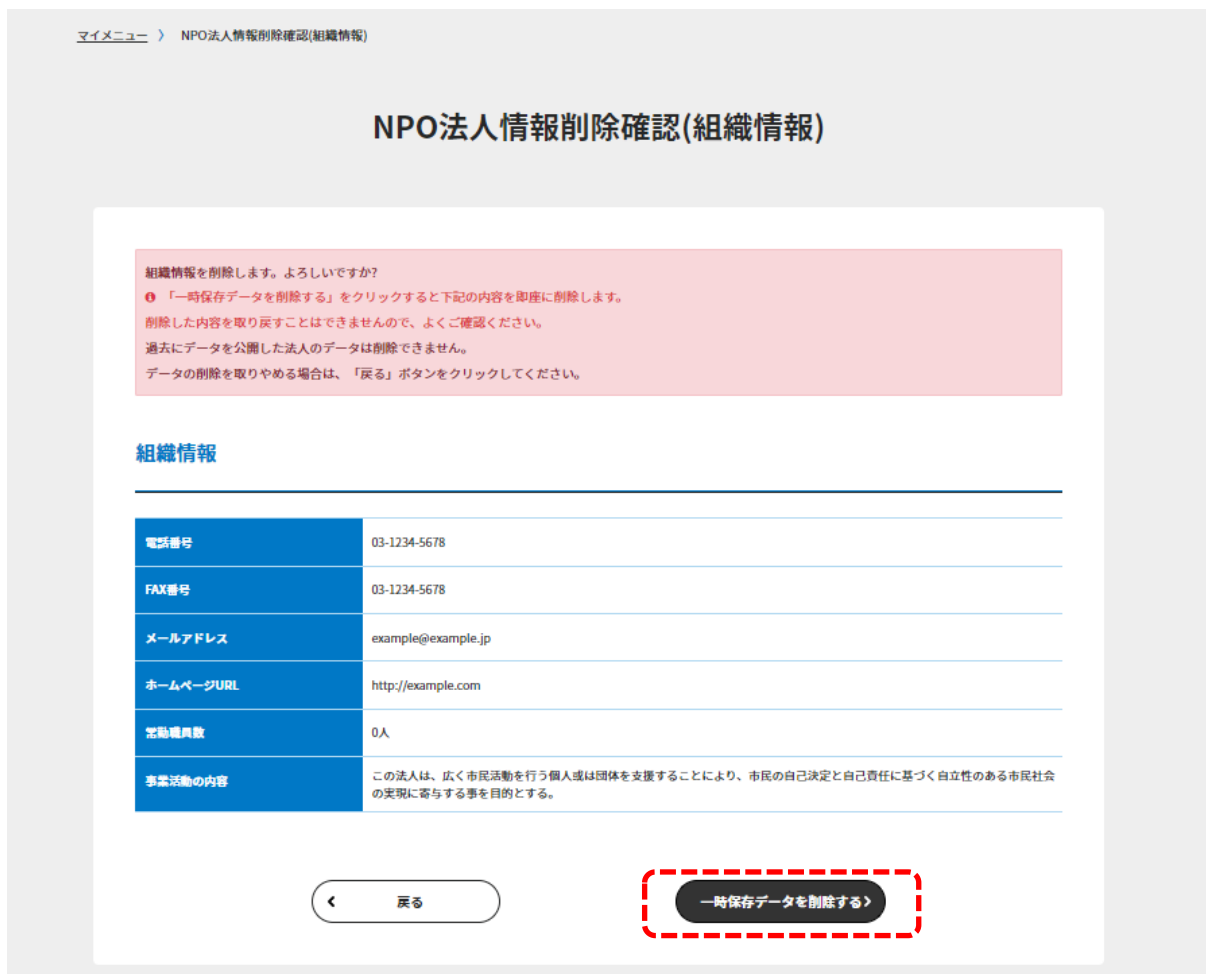 マイメニュー 〉 NPO法人情報削除確認(組織情報)
NPO法人情報削除確認(組織情報)
組織情報を削除します。よろしいですか?
「一時保存データを削除する」をクリックすると下記の内容を即座に削除します。
削除した内容を取り戻すことはできませんので、よくご確認ください。
過去にデータを公開した法人のデータは削除できません。
データの削除を取りやめる場合は、「戻る」ボタンをクリックしてください。
組織情報
電話番号 03-1234-5678
FAX番号 03-1234-5678
メールアドレス example@example.jp
ホームページURL http://example.com
常勤職員数 0人
事業活動の内容 この法人は、広く市民活動を行う個人或は団体を支援することにより、市民の自己決定と自己責任に基づく自立性のある市民社会
の実現に寄与する事を目的とする。
戻る 一時保存データを削除する